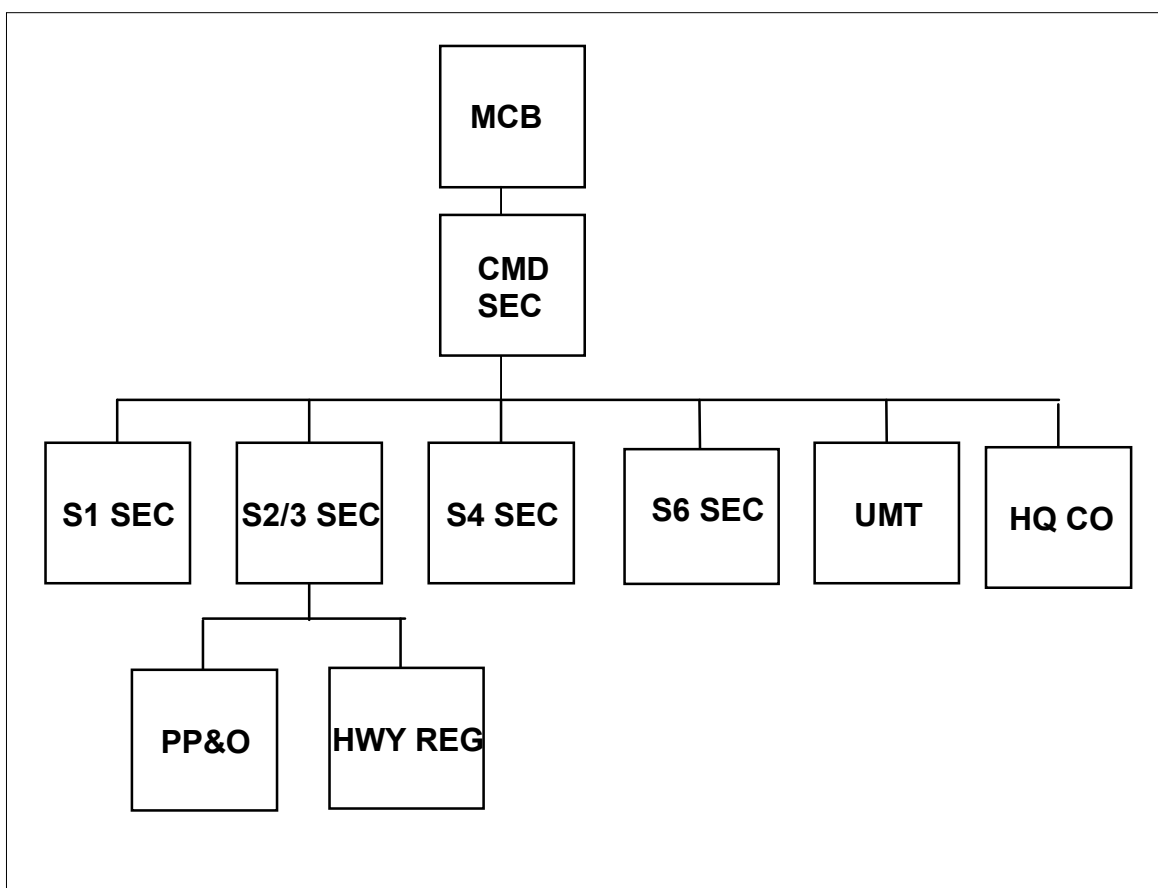 MCB
CMD
SEC
S1 SEC
S2/3 SEC
S4 SEC
S6 SEC
UMT
HQ CO
PP&O
HWY REG